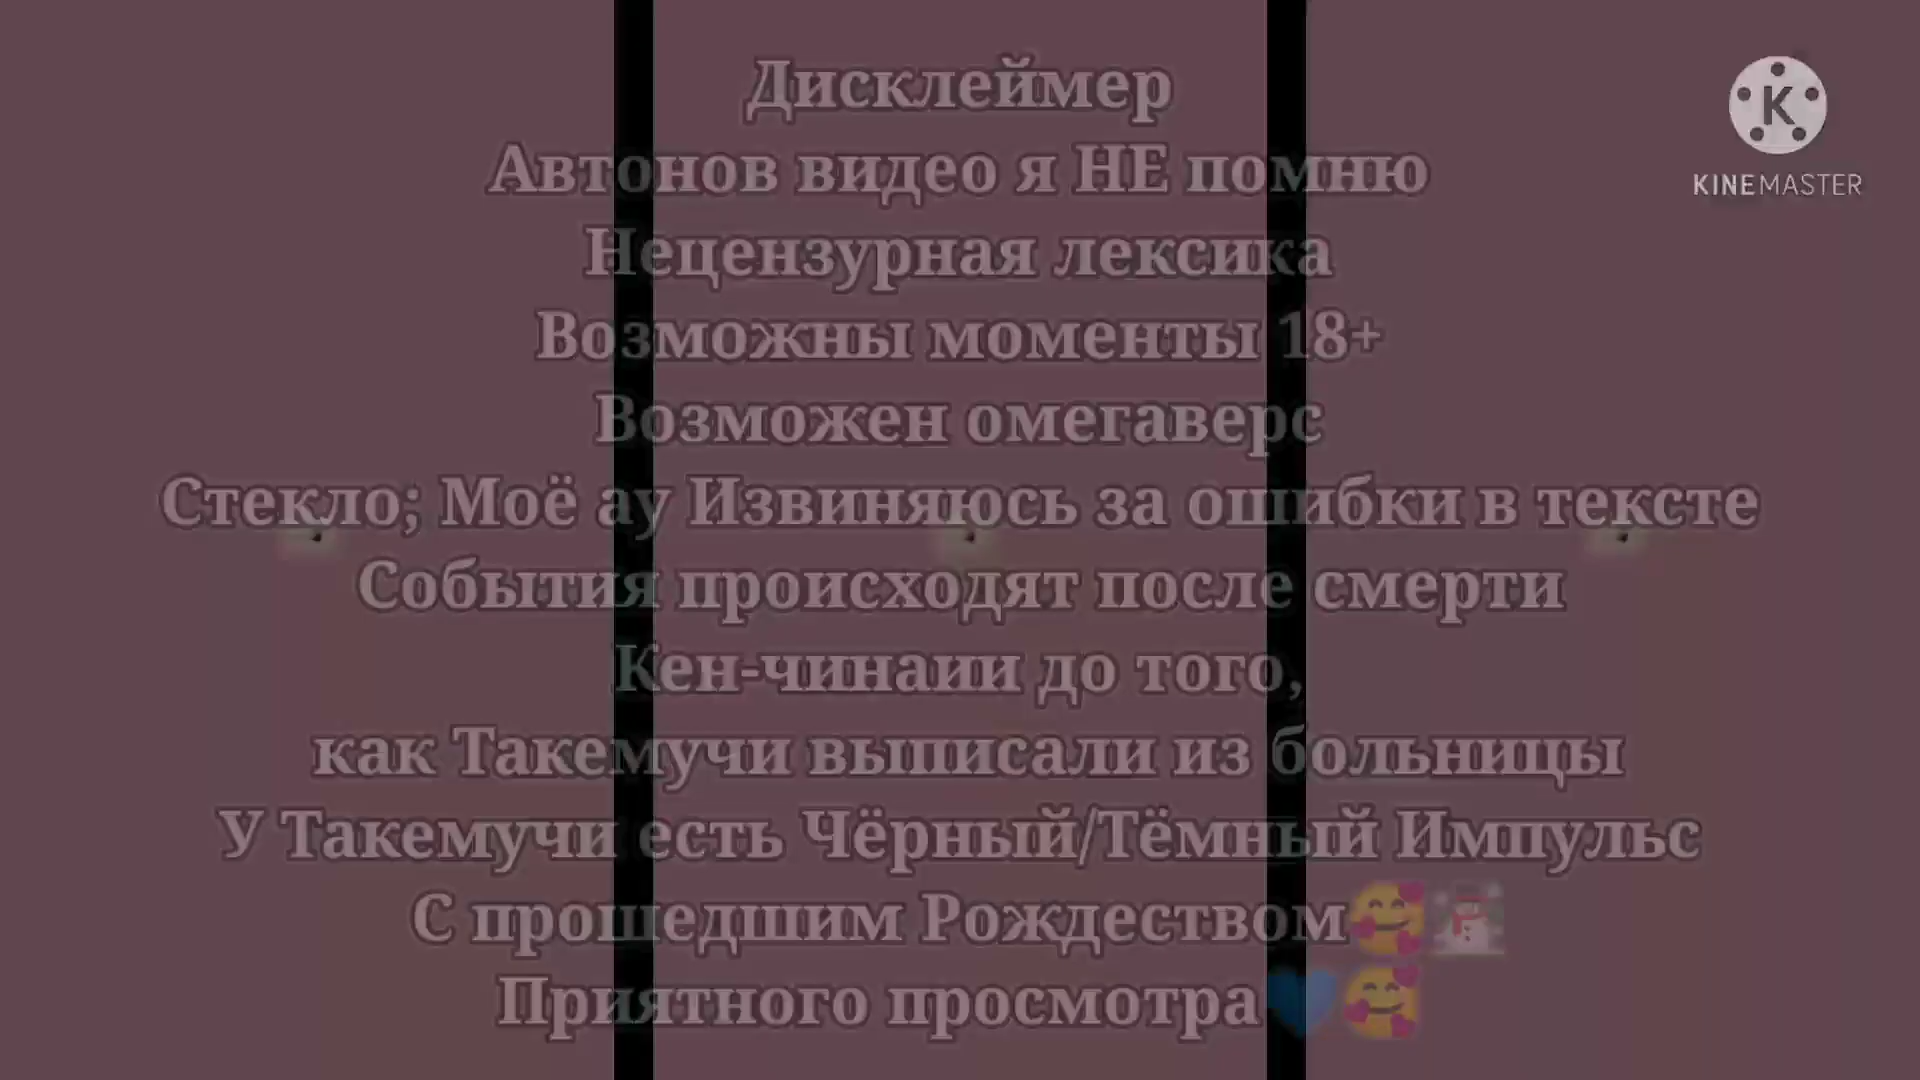 Дисклеймер
Автонов видео я НЕ помню
Нецензурная лексика
Возможны моменты 18+
Возможен омегаверс
Стекло; Моё ау Извиняюсь за ошибки в тексте
События происходят после смерти
Кен-чинаии до того,
как Такемучи выписали из больницы
У Такемучи есть Чёрный/Тёмный Импульс
С прошедшим Рождеством🥰☃️
Приятного просмотра💙🥰
K
KINEMASTER